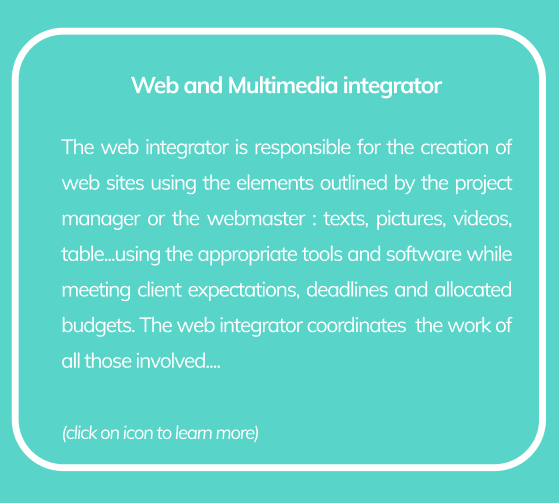 Web and Multimedia integrator
The web integrator is responsible for the creation of
web sites using the elements outlined by the project
manager or the webmaster : texts, pictures, videos,
table...using the appropriate tools and software while
meeting client expectations, deadlines and allocated
budgets. The web integrator coordinates  the work of
all those involved....
(click on icon to learn more)